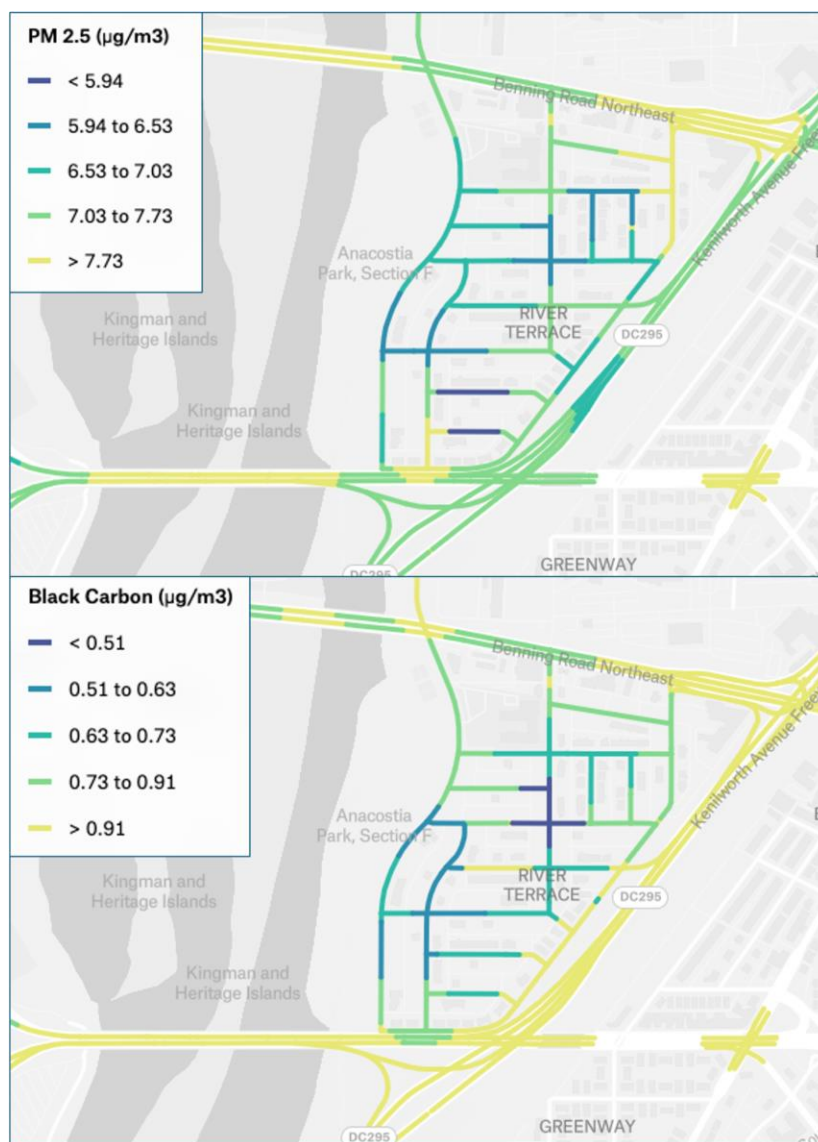 PM 2.5 (μg/m3)
< 5.94
5.94 to 6.53
6.53 to 7.03
7.03 to 7.73
> 7.73
Benning Road Northeast
Kenilworth Avenue Freew
Anacostia
Park, Section F
Kingman and
Heritage Islands
RIVER
TERRACE
DC295
Kingman and
Heritage Islands
GREENWAY
DC295
Black Carbon (μg/m3)
< 0.51
0.51 to 0.63
0.63 to 0.73
0.73 to 0.91
> 0.91
Benning Road Northeast
Kenilworth Avenue Freew
Anacostia
Park, Section F
Kingman and
Heritage Islands
RIVER
TERRACE
DC295
Kingman and
Heritage Islands
GREENWAY
DC295